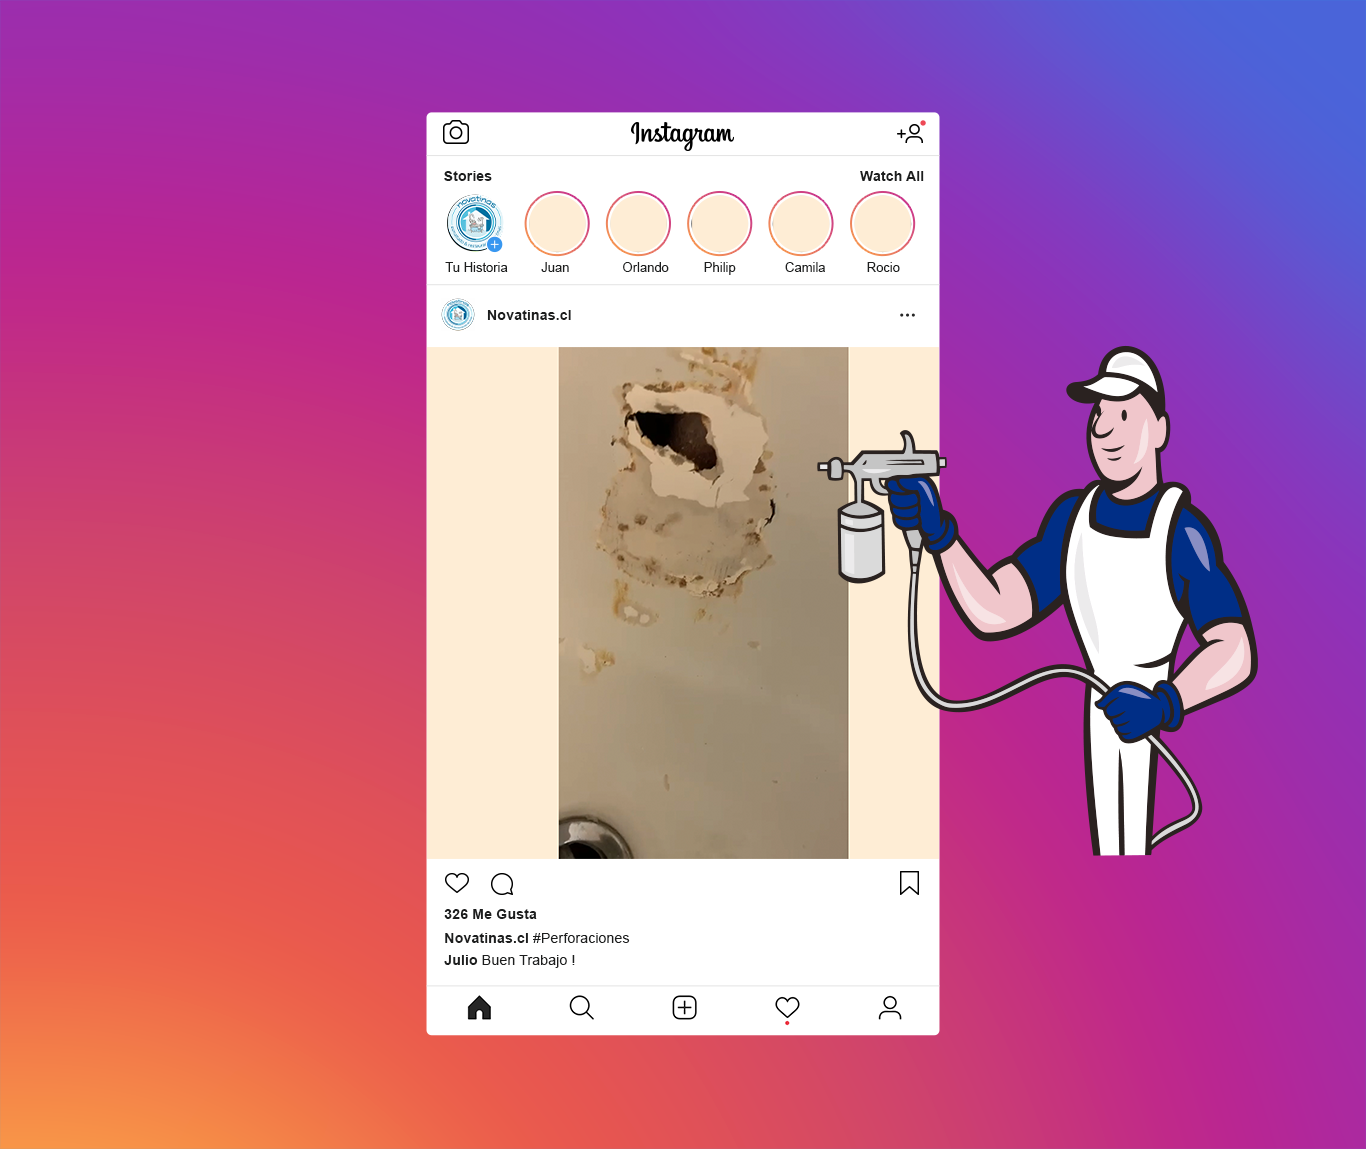 Instagram
Stories
Watch All
novatinas
Tu Historia
Juan
Orlando
Philip
Camila
Rocio
Novatinas.cl
326 Me Gusta
Novatinas.cl #Perforaciones
Julio Buen Trabajo !